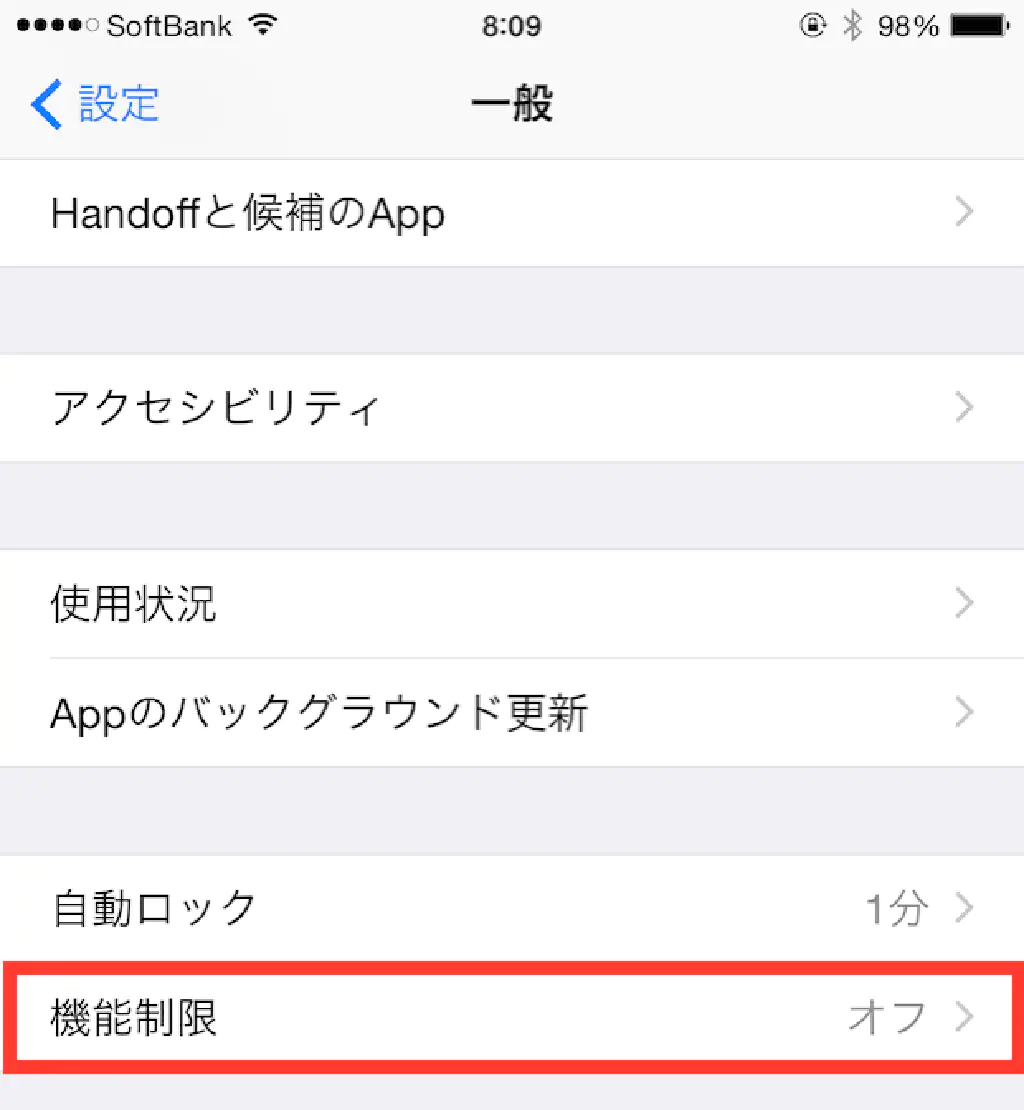 SoftBank 8:09 98%
設定 一般
Handoffと候補のApp
アクセシビリティ
使用状況
Appのバックグラウンド更新
自動ロック 1分
機能制限 オフ